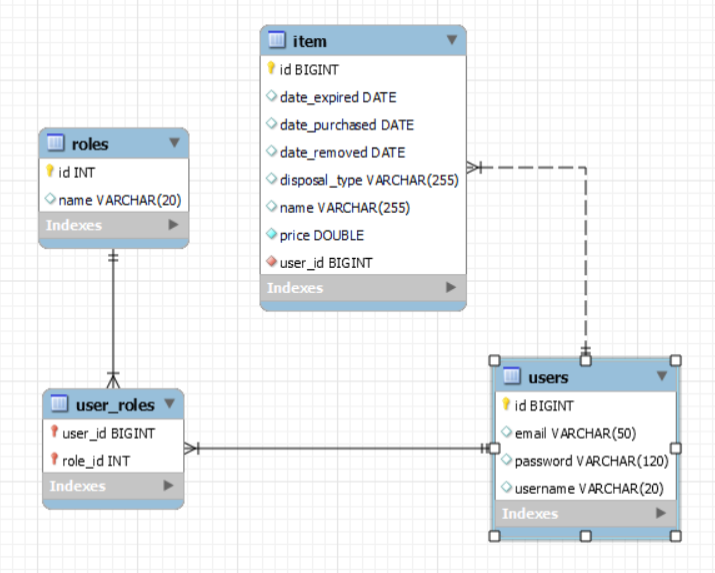 item
id BIGINT
date_expired DATE
date_purchased DATE
date_removed DATE
disposal_type VARCHAR(255)
name VARCHAR(255)
price DOUBLE
user_id BIGINT
Indexes
roles
id INT
name VARCHAR(20)
Indexes
user_roles
user_id BIGINT
role_id INT
Indexes
users
id BIGINT
email VARCHAR(50)
password VARCHAR(120)
username VARCHAR(20)
Indexes